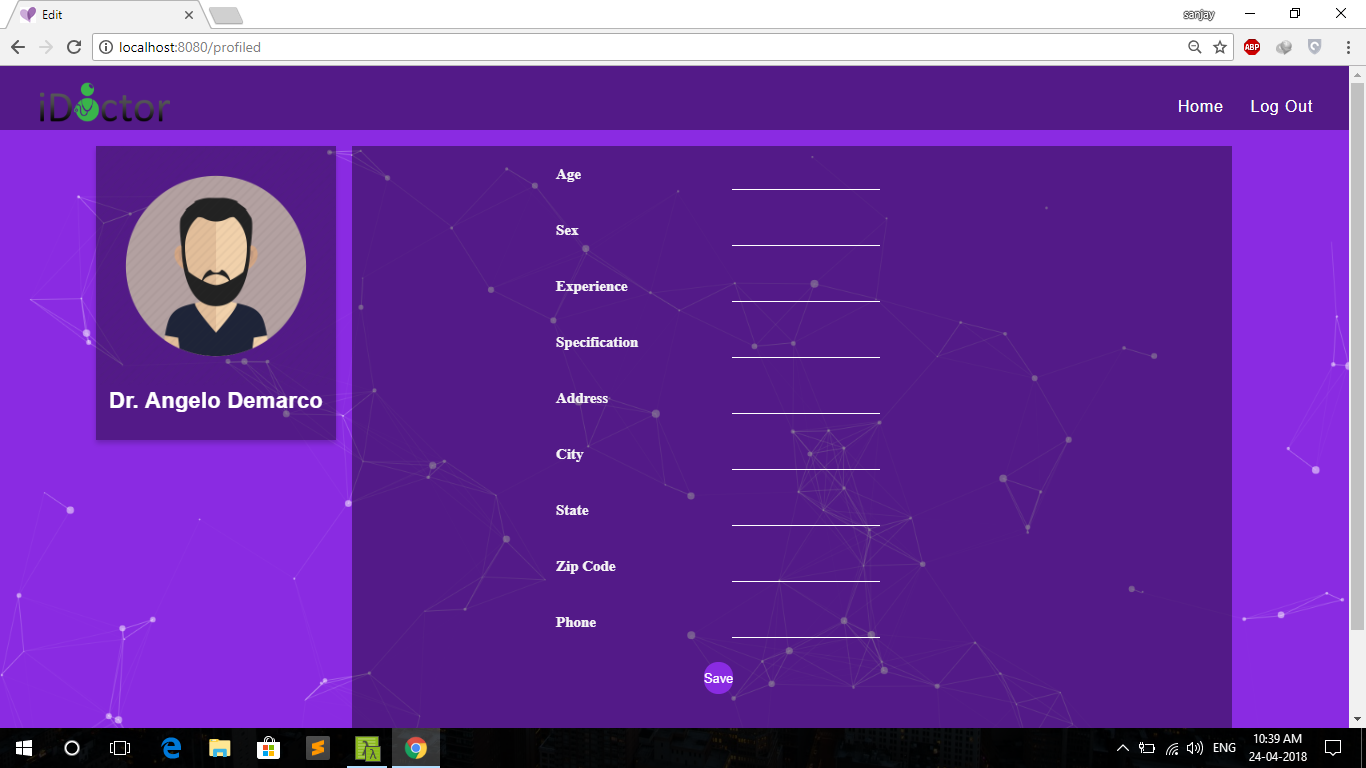 Edit
sanjay
localhost:8080/profiled
ABP
iDoctor
Home Log Out
Dr. Angelo Demarco
Age
Sex
Experience
Specification
Address
City
State
Zip Code
Phone
Save
ENG
10:39 AM
24-04-2018